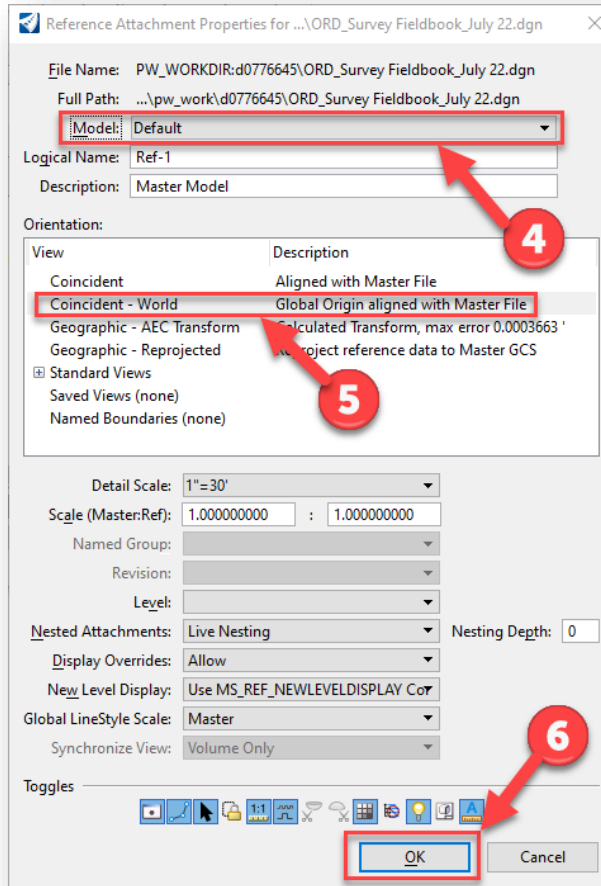 Reference Attachment Properties for ...\ORD_Survey Fieldbook_July 22.dgn
File Name: PW_WORKDIR:d0776645\ORD_Survey Fieldbook_July 22.dgn
Full Path: ...\pw_work\d0776645\ORD_Survey Fieldbook_July 22.dgn
Model: Default
Logical Name: Ref-1
4
Description: Master Model
Orientation:
View Description
Coincident Aligned with Master File
Coincident - World Global Origin aligned with Master File
Geographic - AEC Transform Calculated Transform, max error 0.0003663 '
Geographic - Reprojected reference data to Master GCS
Standard Views
5
Saved Views (none)
Named Boundaries (none)
Detail Scale: 1"=30'
Scale (Master:Ref): 1.000000000 : 1.000000000
Named Group:
Revision:
Level:
Nested Attachments: Live Nesting Nesting Depth: 0
Display Overrides: Allow
New Level Display: Use MS_REF_NEWLEVELDISPLAY
Global LineStyle Scale: Master
6
Synchronize View: Volume Only
Toggles
1:1 A
OK Cancel